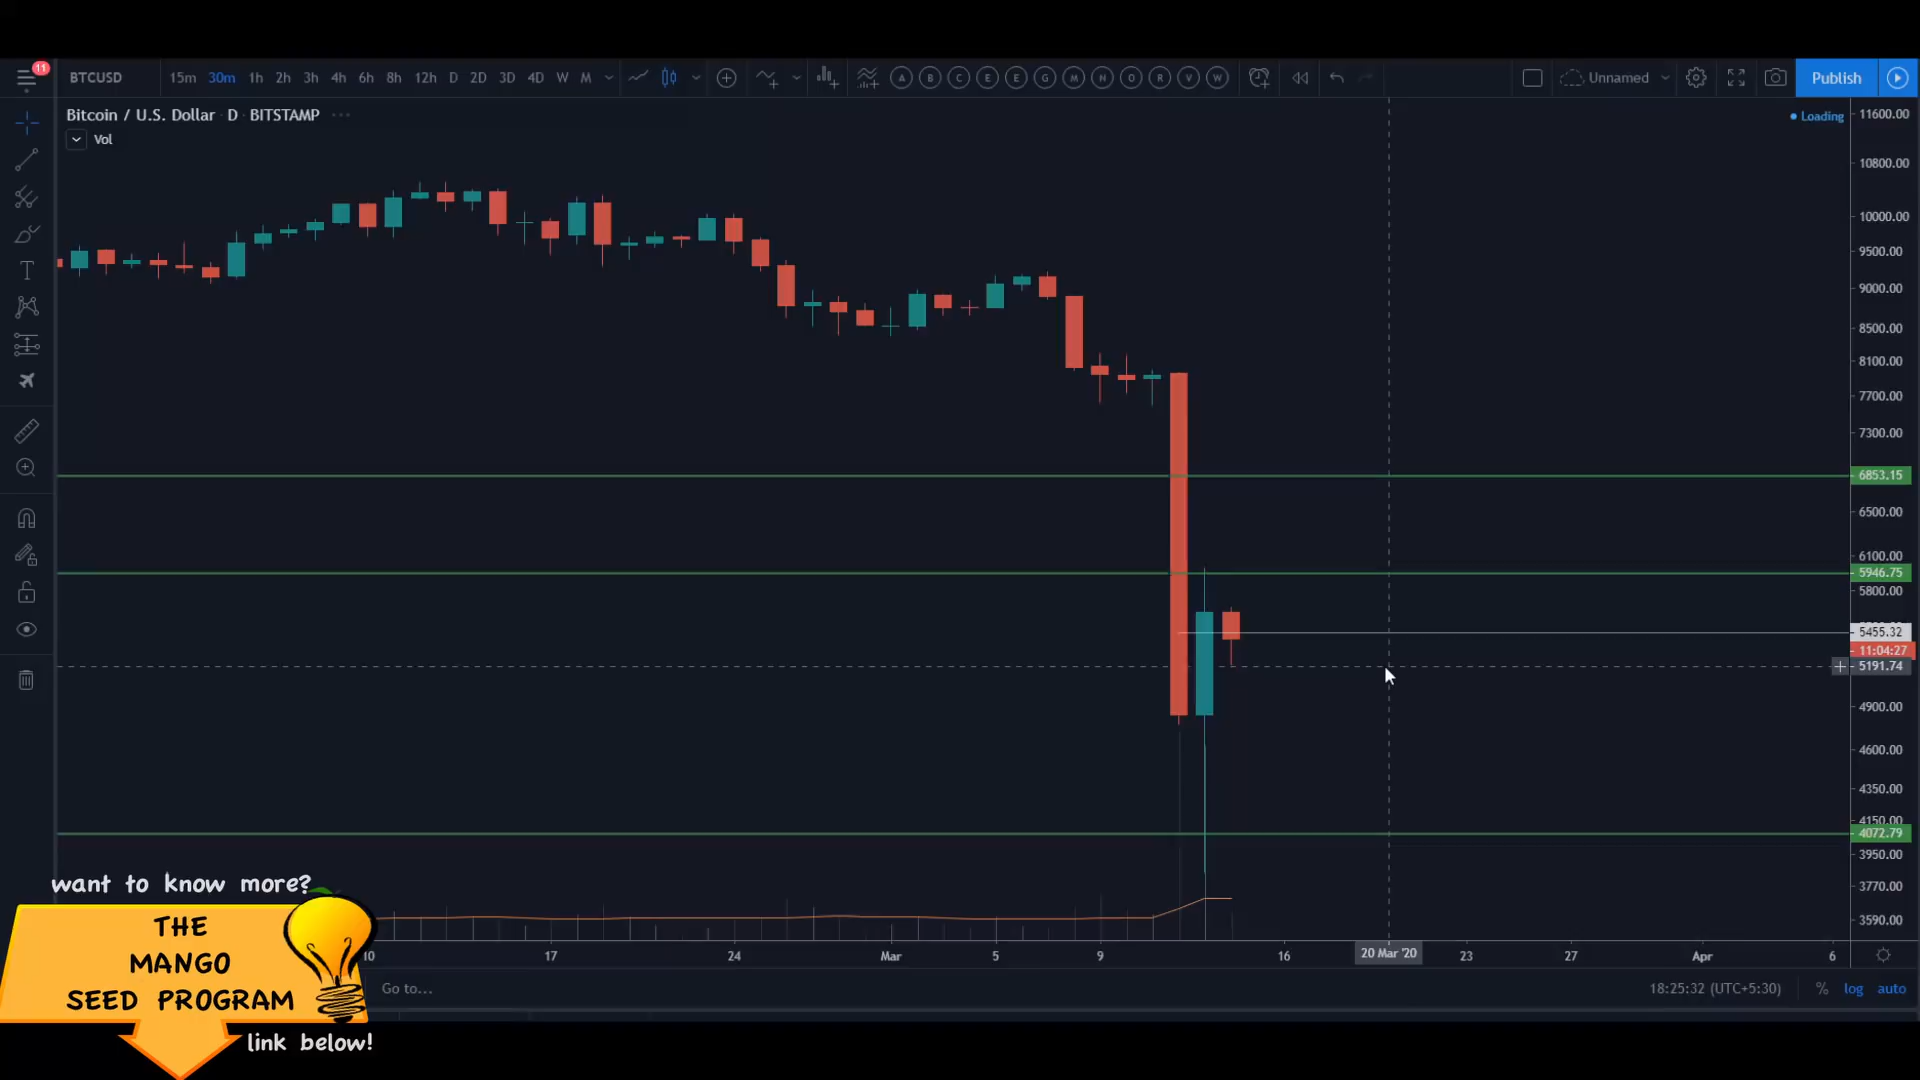 11
BTCUSD 15m 30m 1h 2h 3h 4h 6h 8h 12h D 2D 3D 4D W M A B C E E G M N O R V W Unnamed Publish
Bitcoin / U.S. Dollar D BITSTAMP ...
Vol
Loading
11600.00
10800.00
10000.00
9500.00
9000.00
8500.00
8100.00
7700.00
7300.00
6853.15
6500.00
6100.00
5946.75
5800.00
5455.32
11:04:27
5191.74
4900.00
4600.00
4350.00
4150.00
4072.79
3950.00
3770.00
3590.00
10 17 24 Mar 5 9 16 20 Mar '20 23 27 Apr 6
Go to... 18:25:32 (UTC+5:30) % log auto
want to know more?
THE
MANGO
SEED PROGRAM
link below!